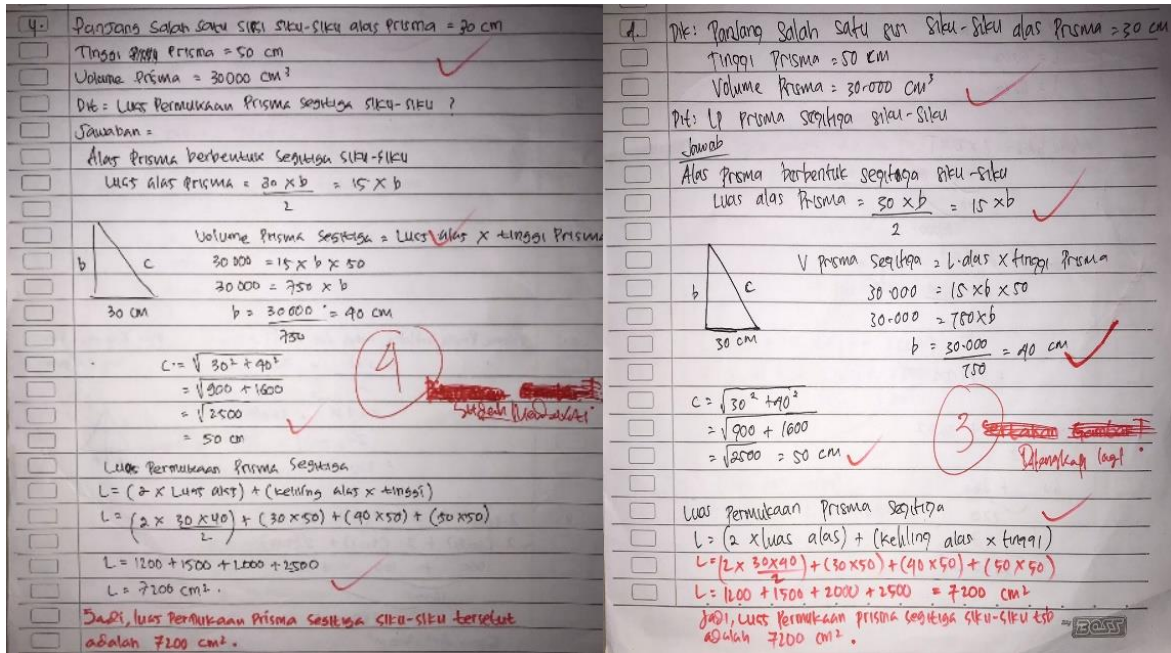 4. Panjang Salah satu sisi siku-siku alas prisma = 30 cm
Tinggi Prisma = 50 cm
Volume Prisma = 30000 cm³
Dit = Luas Permukaan Prisma Segitiga siku-siku ?
Jawaban =
Alas Prisma berbentuk Segitiga siku-siku
Luas alas Prisma = 30 × b = 15 × b
2
Volume Prisma Segitiga = Luas alas × tinggi Prisma
30000 = 15 × b × 50
30000 = 750 × b
b = 30000 = 40 cm
750
b
c
30 cm
c = √30² + 40²
= √900 + 1600
= √2500
= 50 cm
4
Sudah
Luas Permukaan Prisma Segitiga
L = (2 × Luas alas) + (keliling alas × tinggi)
L = (2 × 30 × 40) + (30 × 50) + (40 × 50) + (50 × 50)
2
L = 1200 + 1500 + 2000 + 2500
L = 7200 cm².
Jadi, luas Permukaan Prisma segitiga siku-siku tersebut
adalah 7200 cm².
4. Dik: Panjang Salah satu sisi siku-siku alas Prisma = 30 cm
Tinggi Prisma = 50 cm
Volume Prisma = 30.000 cm³
Dit: Lp prisma segitiga siku-siku
Jawab
Alas Prisma berbentuk segitiga siku-siku
Luas alas Prisma = 30 × b = 15 × b
2
V prisma segitiga = L.alas × tinggi Prisma
30.000 = 15 × b × 50
30.000 = 750 × b
b = 30.000 = 40 cm
750
b
c
30 cm
c = √30² + 40²
= √900 + 1600
= √2500 = 50 cm
3
lagi
Luas Permukaan Prisma Segitiga
L = (2 × luas alas) + (keliling alas × tinggi)
L = (2 × 30 × 40) + (30 × 50) + (40 × 50) + (50 × 50)
2
L = 1200 + 1500 + 2000 + 2500 = 7200 cm²
Jadi, Luas Permukaan prisma segitiga siku-siku tsb
adalah 7200 cm².
BOSS